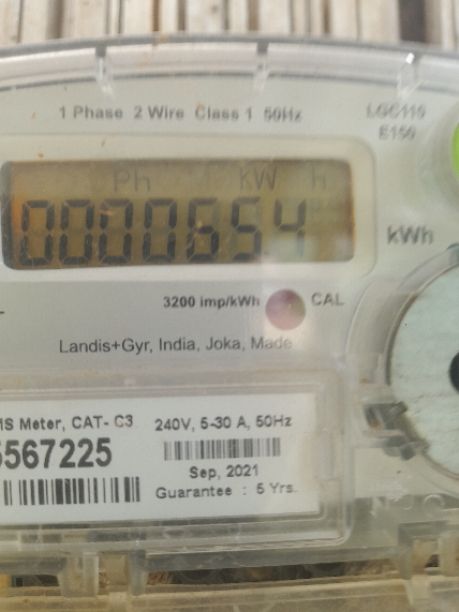 1 Phase 2 Wire Class 1 50Hz
LGC110
E150
Ph KW h
0000654
kWh
3200 imp/kWh CAL
Landis+Gyr, India, Joka, Made
MS Meter, CAT- C3
240V, 5-30 A, 50Hz
5567225
Sep, 2021
Guarantee : 5 Yrs.